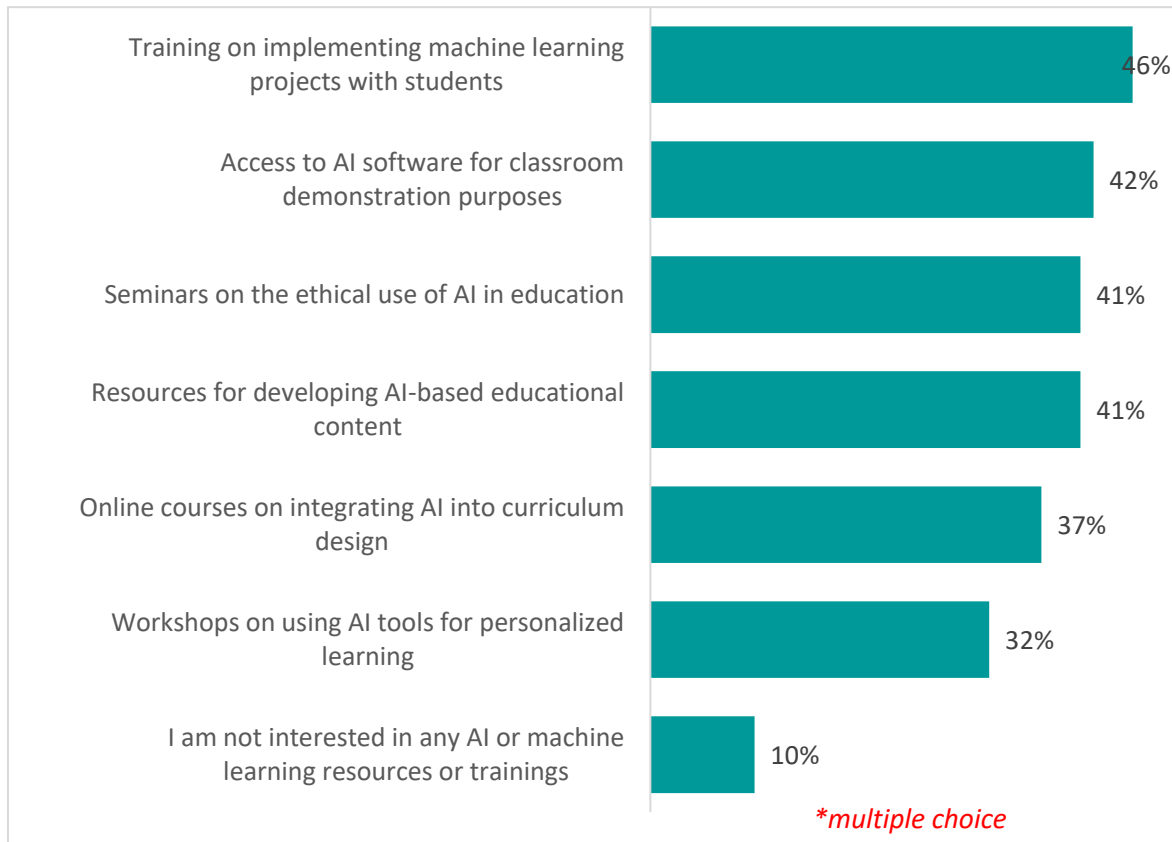 Training on implementing machine learning
projects with students
46%
Access to AI software for classroom
demonstration purposes
42%
Seminars on the ethical use of AI in education
41%
Resources for developing AI-based educational
content
41%
Online courses on integrating AI into curriculum
design
37%
Workshops on using AI tools for personalized
learning
32%
I am not interested in any AI or machine
learning resources or trainings
10%
*multiple choice